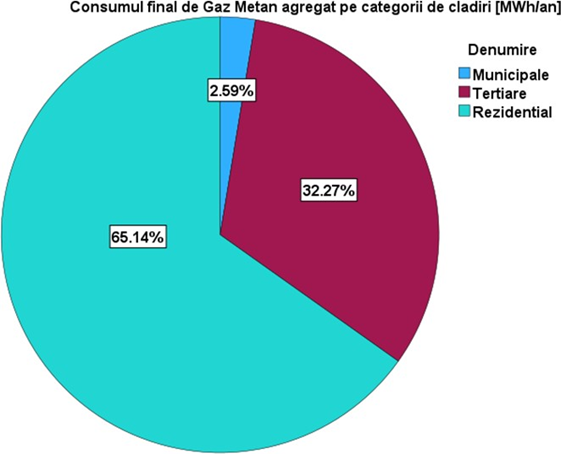 Consumul final de Gaz Metan agregat pe categorii de cladiri [MWh/an]
Denumire
Municipale
Tertiare
Rezidential
2.59%
32.27%
65.14%